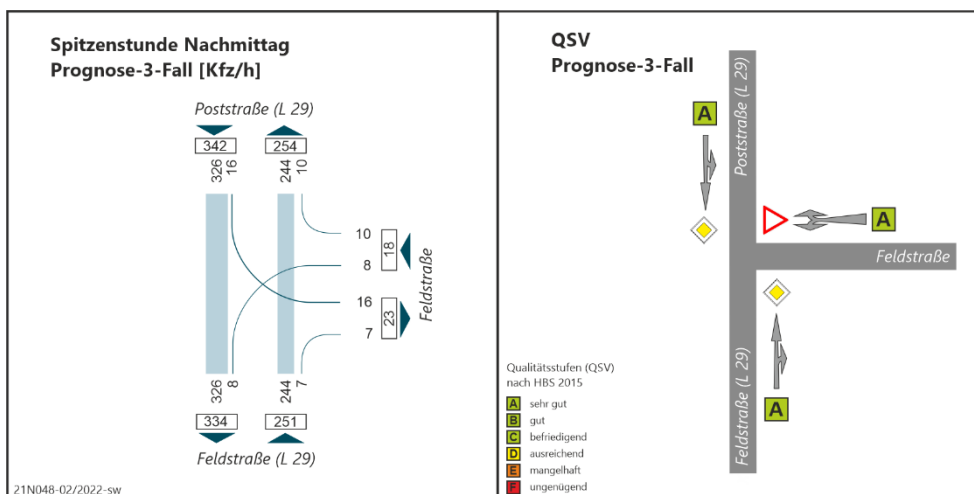 Spitzenstunde Nachmittag
Prognose-3-Fall [Kfz/h]
Poststraße (L 29)
342
254
326
16
244
10
10
8
18
16
7
23
Feldstraße
326
8
244
7
334
251
Feldstraße (L 29)
21N048-02/2022-sw
QSV
Prognose-3-Fall
Poststraße (L 29)
A
A
Feldstraße
Feldstraße (L 29)
A
Qualitätsstufen (QSV)
nach HBS 2015
A sehr gut
B gut
C befriedigend
D ausreichend
E mangelhaft
F ungenügend